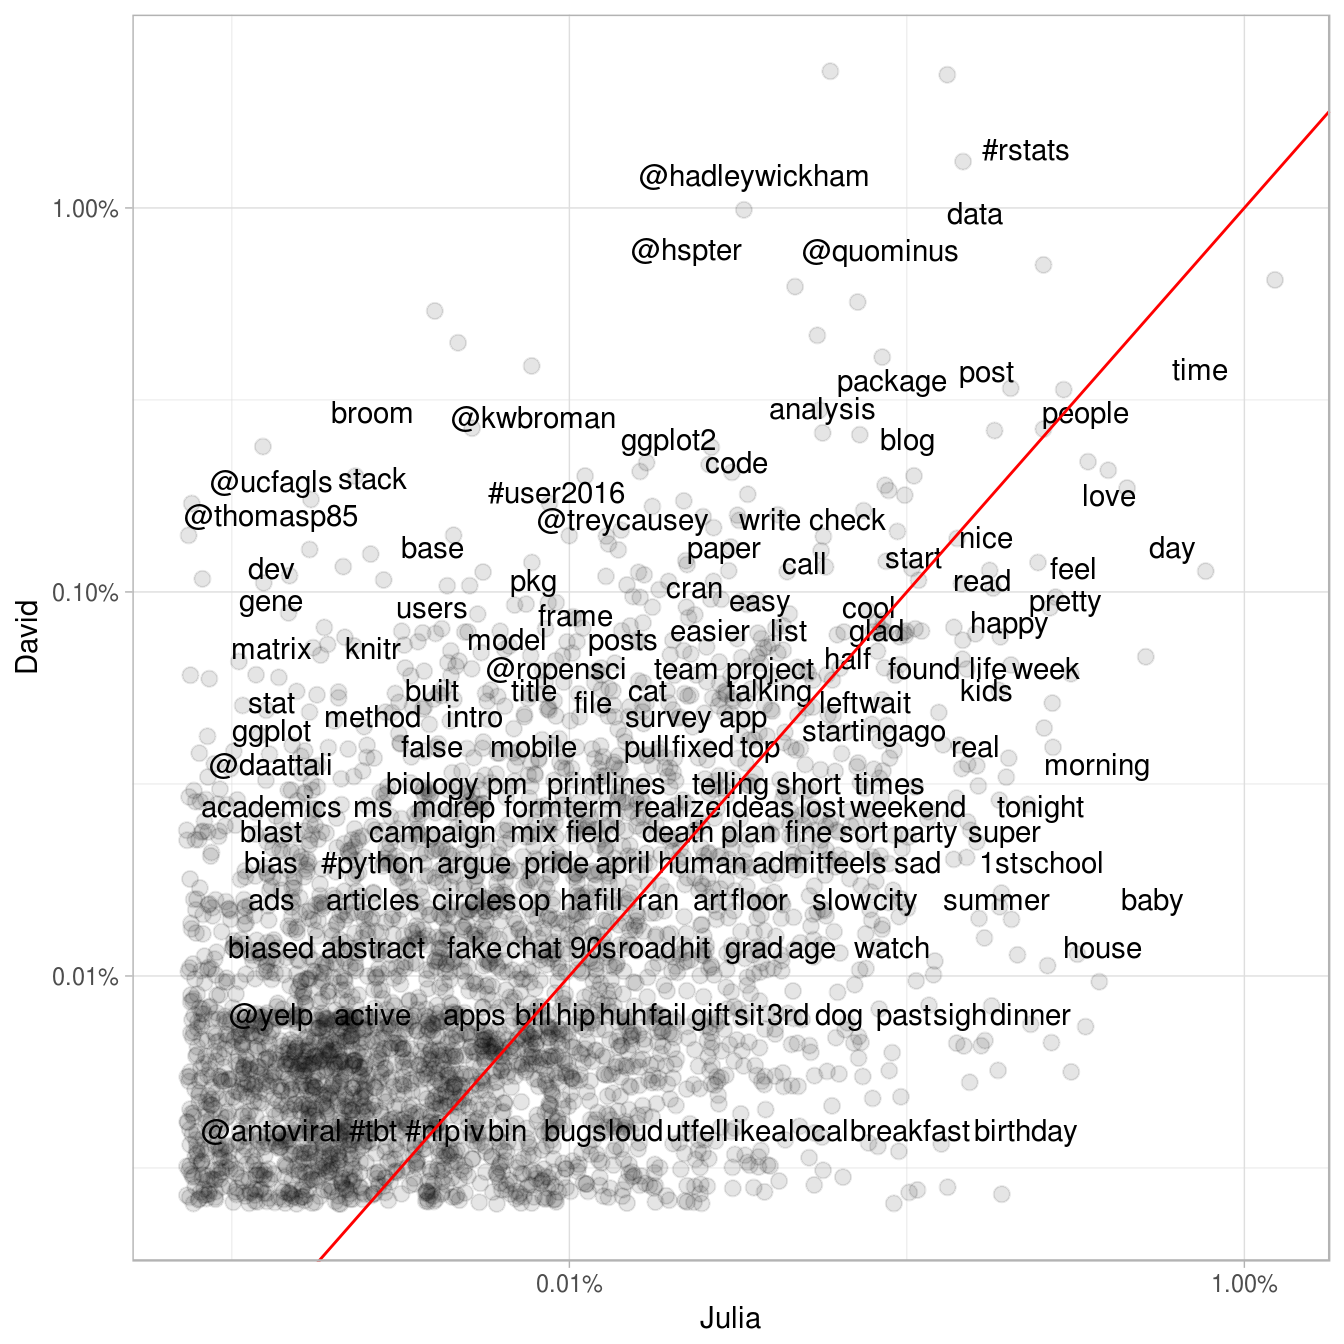 #rstats
@hadleywickham
1.00%
data
@hspter @quominus
time
post
package
analysis
people
broom @kwbroman
ggplot2 blog
code
@ucfagls stack
#user2016 love
@thomasp85 @treycausey write check
nice
base paper day
call start
dev feel
0.10% pkg cran read
gene users easy cool pretty
frame happy
David
matrix knitr model posts easier list glad
half
@ropensci team project found life week
built title cat talking kids
stat file left wait
method intro survey app
ggplot starting ago
false mobile pull fixed top real
@daattali morning
biology pm print lines telling short times
academics ms md rep form term realize ideas lost weekend tonight
blast campaign mix field death plan fine sort party super
bias #python argue pride april human admit feels sad 1st school
ads articles circles op ha fill ran art floor slow city summer baby
biased abstract fake chat 90s road hit grad age watch house
0.01%
@yelp active apps bill hip huh fail gift sit 3rd dog past sigh dinner
@antoviral #tbt #nlp iv bin bugs loud ut fell ikea local breakfast birthday
0.01% 1.00%
Julia